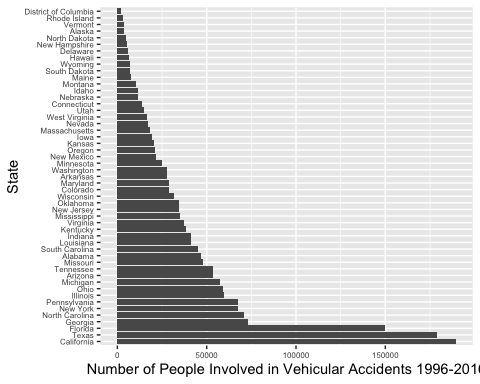 District of Columbia
Rhode Island
Vermont
Alaska
North Dakota
New Hampshire
Delaware
Hawaii
Wyoming
South Dakota
Maine
Montana
Idaho
Nebraska
Connecticut
Utah
West Virginia
Nevada
Massachusetts
Iowa
Kansas
Oregon
New Mexico
Minnesota
Washington
Arkansas
Maryland
Colorado
Wisconsin
Oklahoma
New Jersey
Mississippi
Virginia
Kentucky
Indiana
Louisiana
South Carolina
Alabama
Missouri
Tennessee
Arizona
Michigan
Ohio
Illinois
Pennsylvania
New York
North Carolina
Georgia
Florida
Texas
California
State
0 50000 100000 150000
Number of People Involved in Vehicular Accidents 1996-2016